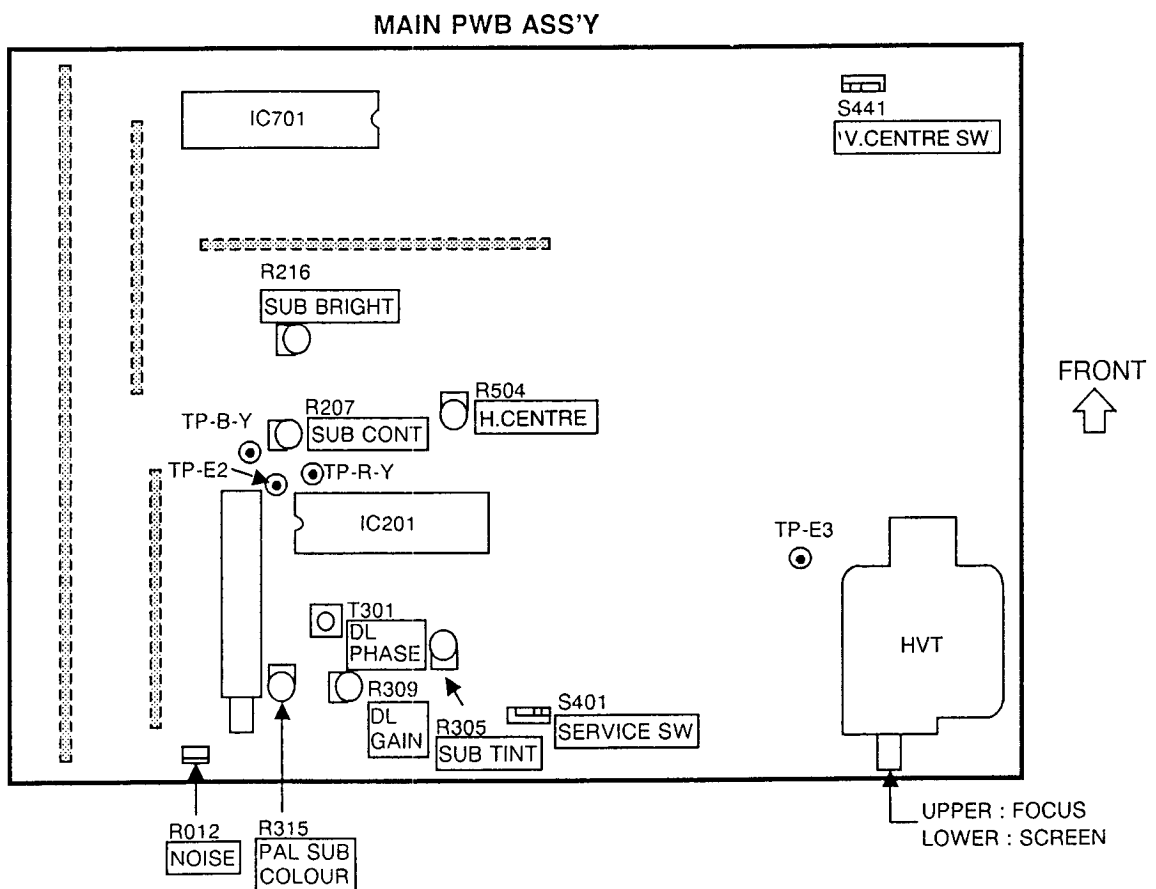 MAIN PWB ASS'Y
IC701
S441
V.CENTRE SW
R216
SUB BRIGHT
FRONT
R504
H.CENTRE
R207
SUB CONT
TP-B-Y
TP-E2
TP-R-Y
IC201
TP-E3
T301
DL
PHASE
HVT
R309
DL
GAIN
R305
SUB TINT
S401
SERVICE SW
UPPER : FOCUS
LOWER : SCREEN
R012
NOISE
R315
PAL SUB
COLOUR